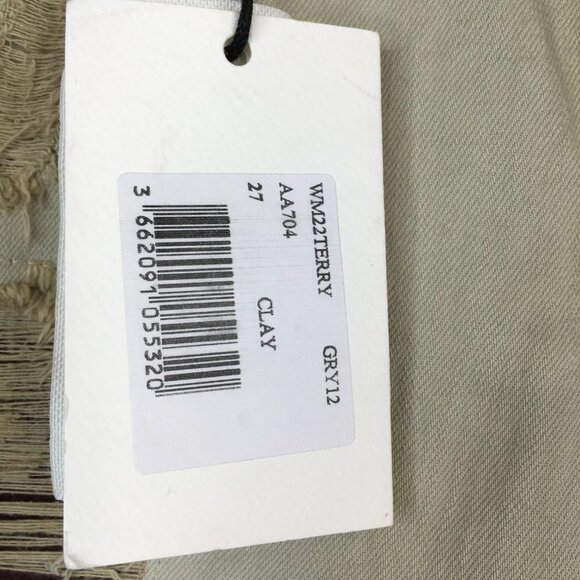 WM22TERRY GRY12
AA704
27 CLAY
3 662091 055320